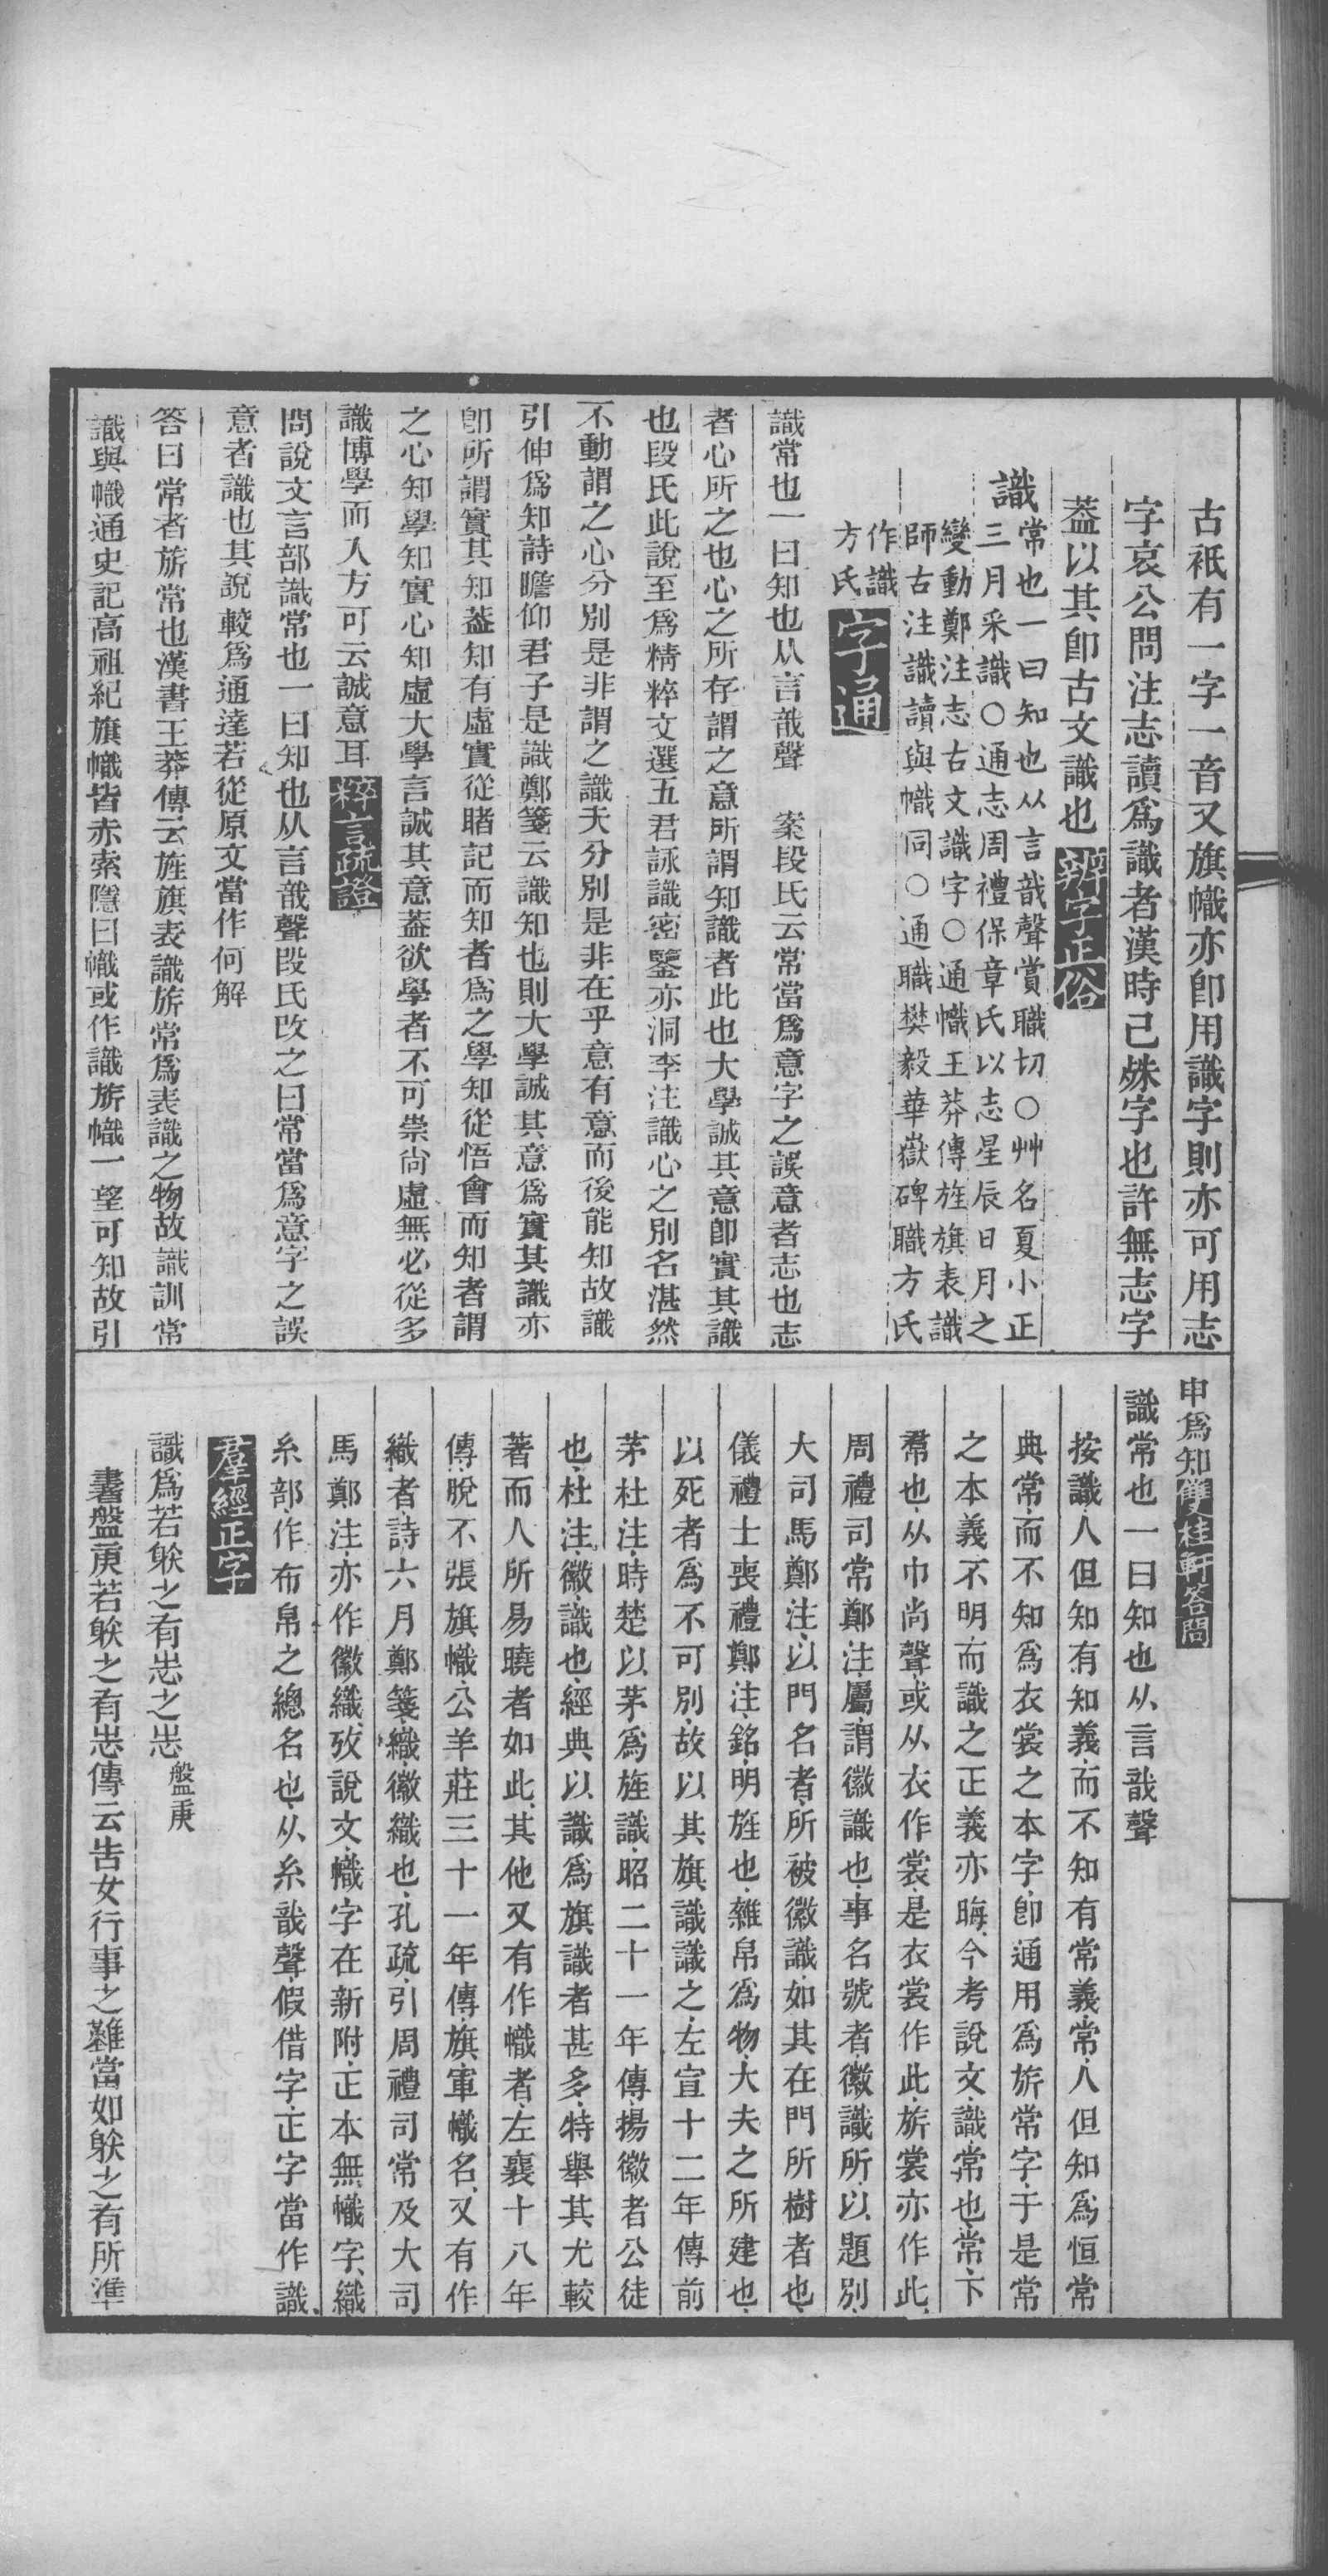 古衹有一字一音又旗幟亦卽用識字則亦可用志
字哀公問注志讀爲識者漢時已殊字也許無志字
葢以其卽古文識也辨字正俗
識常也一曰知也从言戠聲賞職切○艸名夏小正
三月采識○通志周禮保章氏以志星辰日月之
變動鄭注志古文識字○通幟王莽傳旌旗表識
師古注識讀與幟同○通職樊毅華嶽碑職方氏
作識
方氏字通
識常也一曰知也从言戠聲　案段氏云常當爲意字之誤意者志也志
者心所之也心之所存謂之意所謂知識者此也大學誠其意卽實其識
也段氏此說至爲精粹文選五君詠識密鑒亦洞李注識心之別名湛然
不動謂之心分別是非謂之識夫分別是非在乎意有意而後能知故識
引伸爲知詩瞻仰君子是識鄭箋云識知也則大學誠其意爲實其識亦
卽所謂實其知葢知有虛實從睹記而知者爲之學知從悟會而知者謂
之心知學知實心知虛大學言誠其意葢欲學者不可崇尚虛無必從多
識博學而入方可云誠意耳粹言疏證
問說文言部識常也一曰知也从言戠聲段氏改之曰常當爲意字之誤
意者識也其說較爲通達若從原文當作何解
答曰常者旂常也漢書王莽傳云旌旗表識旂常爲表識之物故識訓常
識與幟通史記高祖紀旗幟皆赤索隱曰幟或作識旂幟一望可知故引
申爲知雙桂軒答問
識常也一曰知也从言戠聲
按識人但知有知義而不知有常義常人但知爲恒常
典常而不知爲衣裳之本字卽通用爲旂常字于是常
之本義不明而識之正義亦晦今考說文識常也常下
帬也从巾尚聲或从衣作裳是衣裳作此旂裳亦作此
周禮司常鄭注屬謂徽識也事名號者徽識所以題別
大司馬鄭注以門名者所被徽識如其在門所樹者也
儀禮士喪禮鄭注銘明旌也雜帛爲物大夫之所建也
以死者爲不可別故以其旗識識之左宣十二年傳前
茅杜注時楚以茅爲旌識昭二十一年傳揚徽者公徒
也杜注徽識也經典以識爲旗識者甚多特舉其尤較
著而人所易曉者如此其他又有作幟者左襄十八年
傳脫不張旗幟公羊莊三十一年傳旗軍幟名又有作
織者詩六月鄭箋織徽織也孔疏引周禮司常及大司
馬鄭注亦作徽織攷說文幟字在新附正本無幟字織
糸部作布帛之總名也从糸戠聲假借字正字當作識
羣經正字
識爲若射之有志之志盤庚
書盤庚若射之有志傳云告女行事之難當如射之有所準